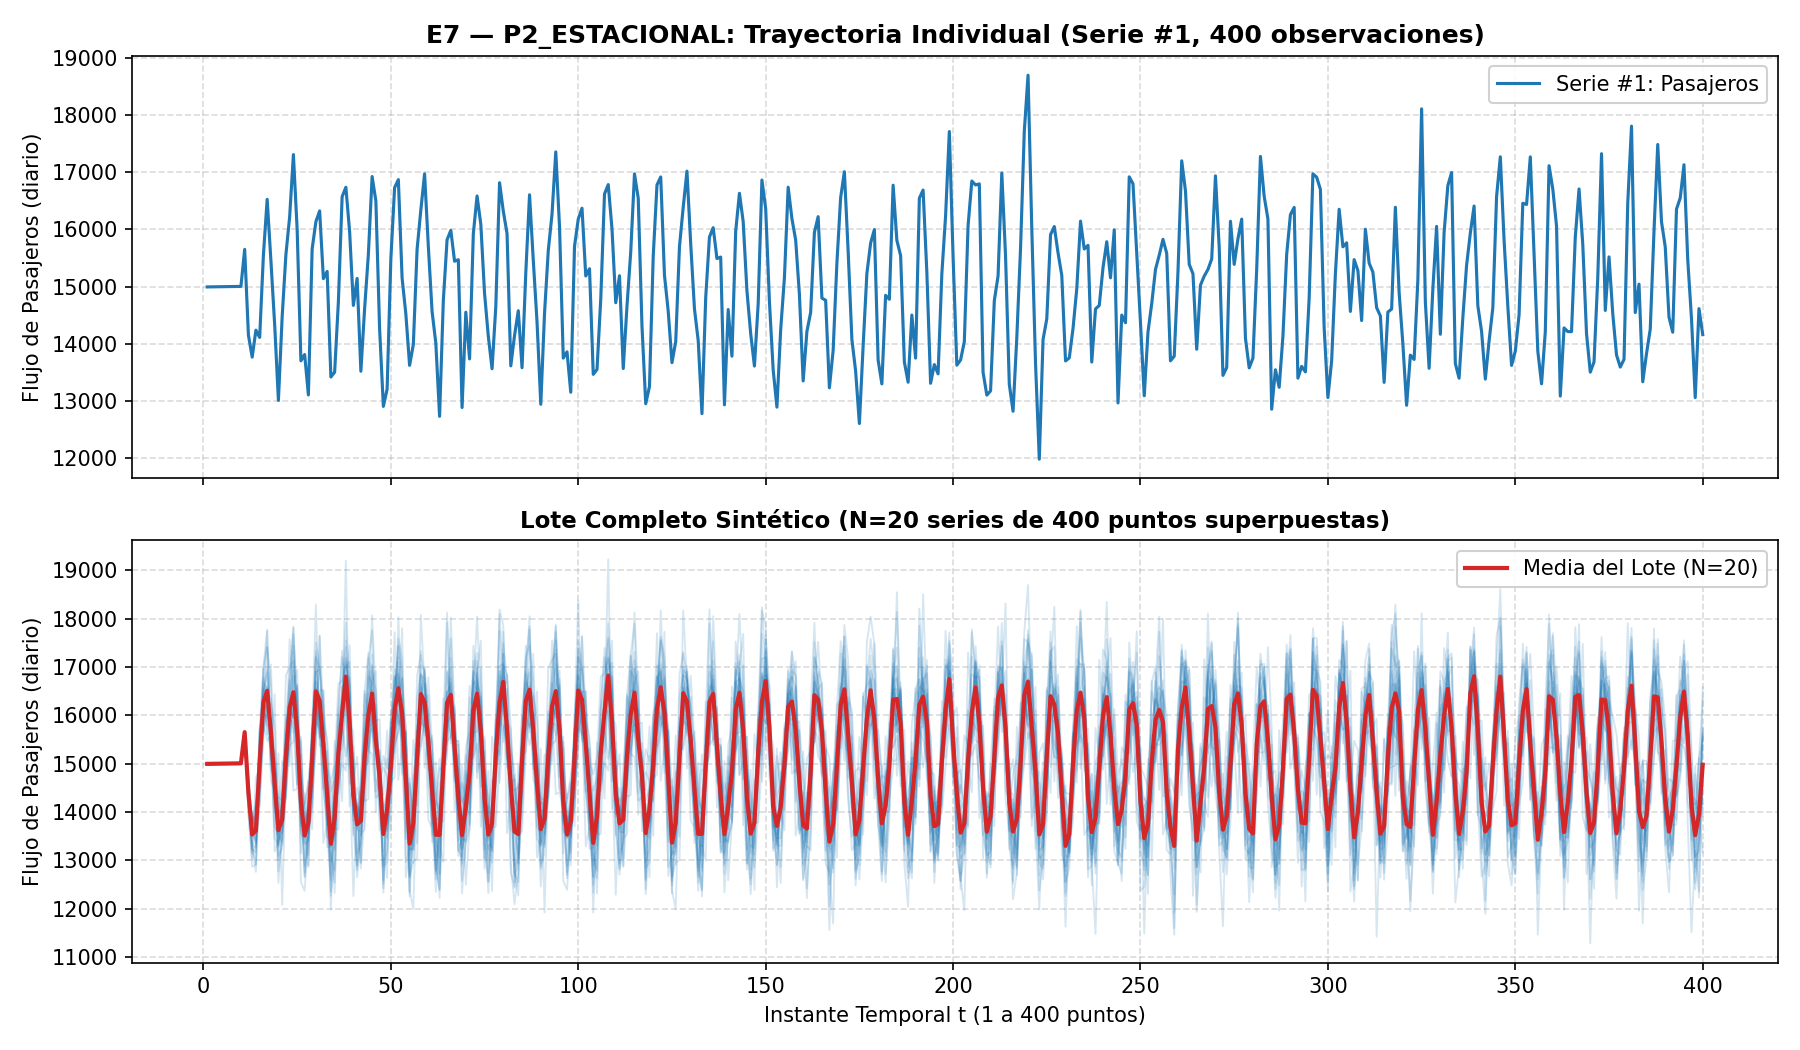 E7 — P2_ESTACIONAL: Trayectoria Individual (Serie #1, 400 observaciones)
19000
18000
17000
16000
15000
14000
13000
12000
Flujo de Pasajeros (diario)
Serie #1: Pasajeros
Lote Completo Sintético (N=20 series de 400 puntos superpuestas)
19000
18000
17000
16000
15000
14000
13000
12000
11000
Flujo de Pasajeros (diario)
Media del Lote (N=20)
0 50 100 150 200 250 300 350 400
Instante Temporal t (1 a 400 puntos)